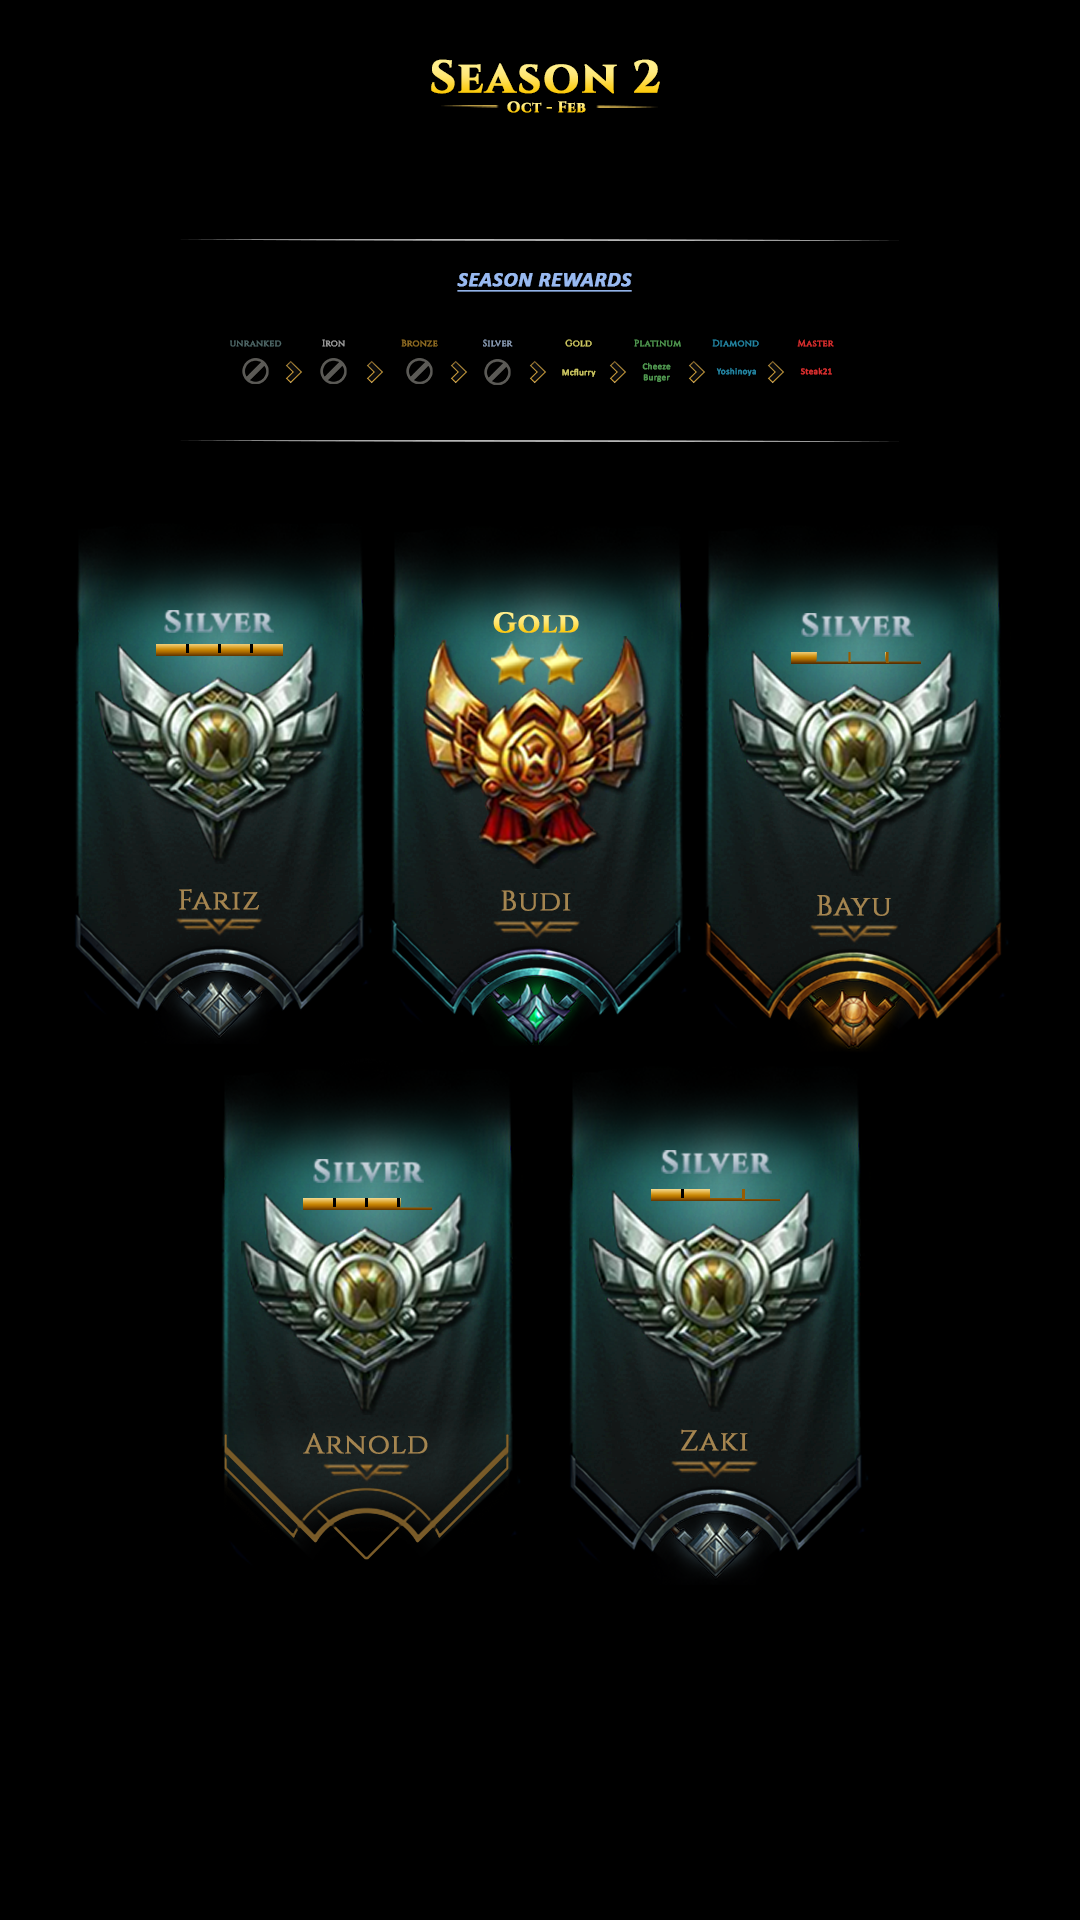 Season 2
Oct - Feb
SEASON REWARDS
Unranked Iron Bronze Silver Gold Platinum Diamond Master
Mcflurry Cheeze Burger Yoshinoya Steak21
Silver Gold Silver
Fariz Budi Bayu
Silver Silver
Arnold Zaki